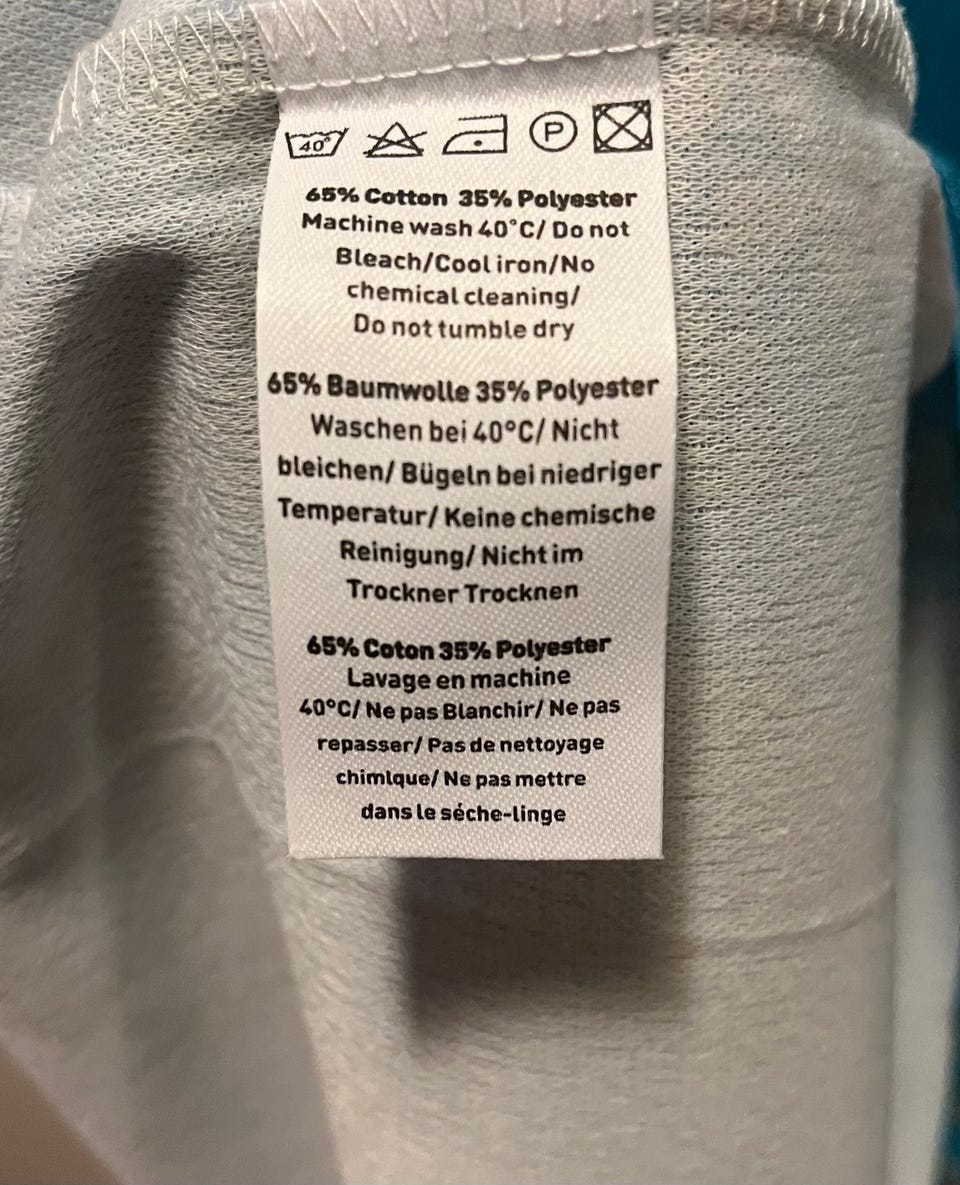 40° P
65% Cotton 35% Polyester
Machine wash 40°C/ Do not
Bleach/Cool iron/No
chemical cleaning/
Do not tumble dry
65% Baumwolle 35% Polyester
Waschen bei 40°C/ Nicht
bleichen/ Bügeln bei niedriger
Temperatur/ Keine chemische
Reinigung/ Nicht im
Trockner Trocknen
65% Coton 35% Polyester
Lavage en machine
40°C/ Ne pas Blanchir/ Ne pas
repasser/ Pas de nettoyage
chimlque/ Ne pas mettre
dans le séche-linge